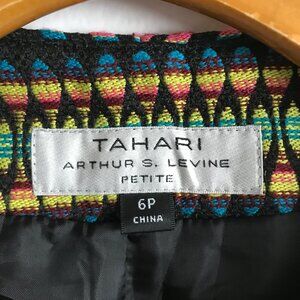 TAHARI
ARTHUR S. LEVINE
PETITE
6P
CHINA